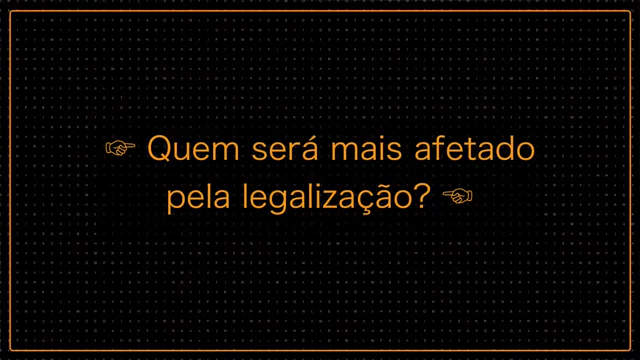 ☞ Quem será mais afetado
pela legalização? ☜